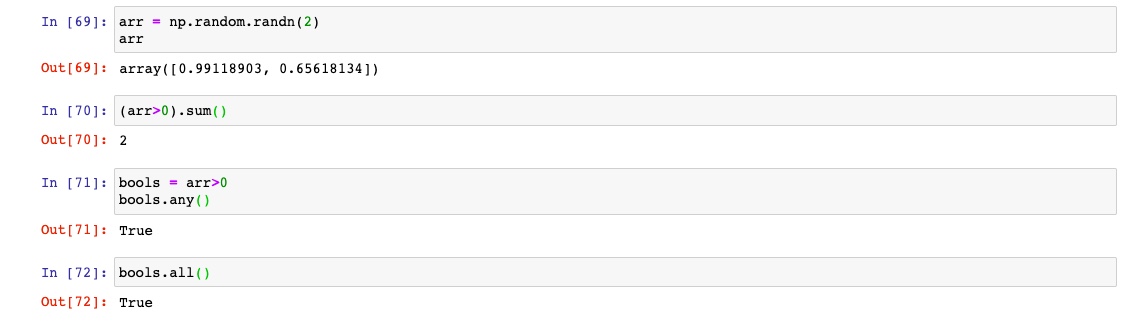 In [69]: arr = np.random.randn(2)
arr
Out[69]: array([0.99118903, 0.65618134])
In [70]: (arr>0).sum()
Out[70]: 2
In [71]: bools = arr>0
bools.any()
Out[71]: True
In [72]: bools.all()
Out[72]: True